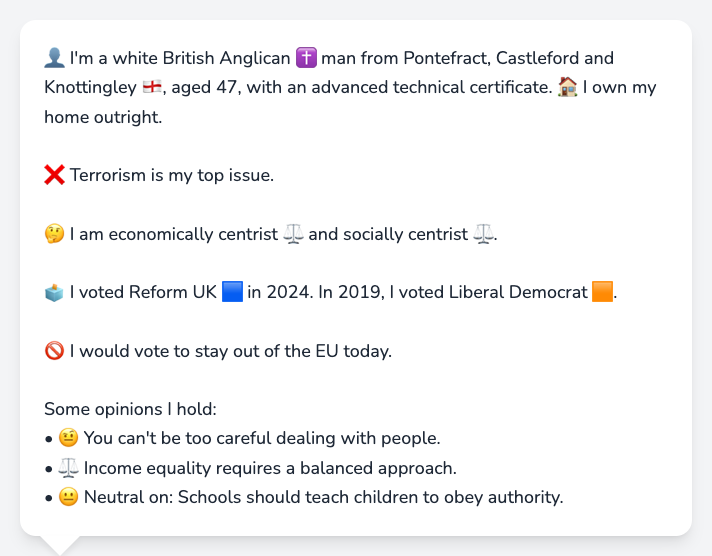 👤 I'm a white British Anglican ✝️ man from Pontefract, Castleford and
Knottingley 🏴󠁧󠁢󠁥󠁮󠁧󠁿, aged 47, with an advanced technical certificate. 🏠 I own my
home outright.
❌ Terrorism is my top issue.
🤔 I am economically centrist ⚖️ and socially centrist ⚖️.
🗳️ I voted Reform UK 🟦 in 2024. In 2019, I voted Liberal Democrat 🟧.
🚫 I would vote to stay out of the EU today.
Some opinions I hold:
• 🤨 You can't be too careful dealing with people.
• ⚖️ Income equality requires a balanced approach.
• 😐 Neutral on: Schools should teach children to obey authority.